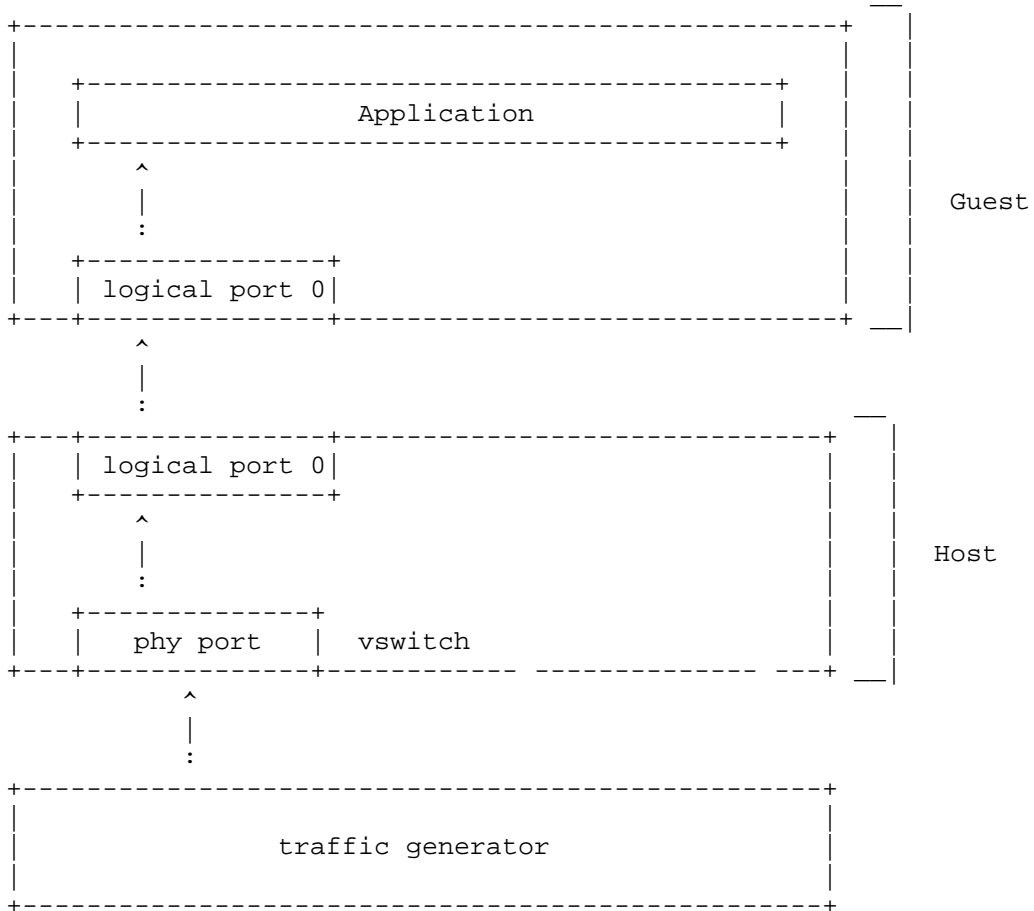 Application
Guest
logical port 0
logical port 0
Host
phy port vswitch
traffic generator